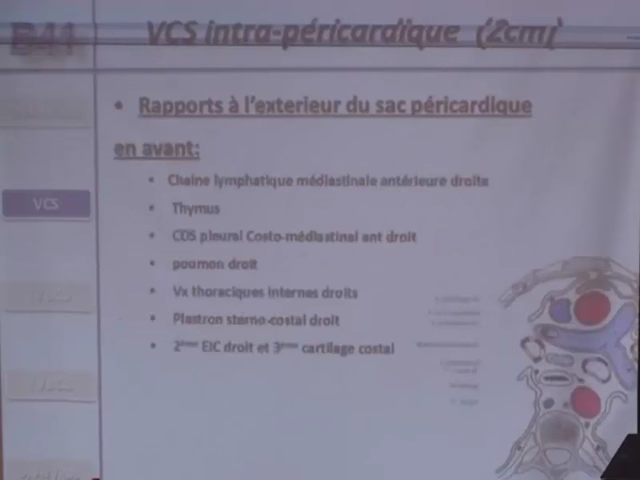 B41
VCS intra-péricardique (2cm)
• Rapports à l'exterieur du sac péricardique
en avant:
• Chaine lymphatique médiastinale antérieure droite
• Thymus
VCS
• CDS pleural Costo-médiastinal ant droit
• poumon droit
• Vx thoraciques internes droits
• Plastron sterno-costal droit
• 2ème EIC droit et 3ème cartilage costal